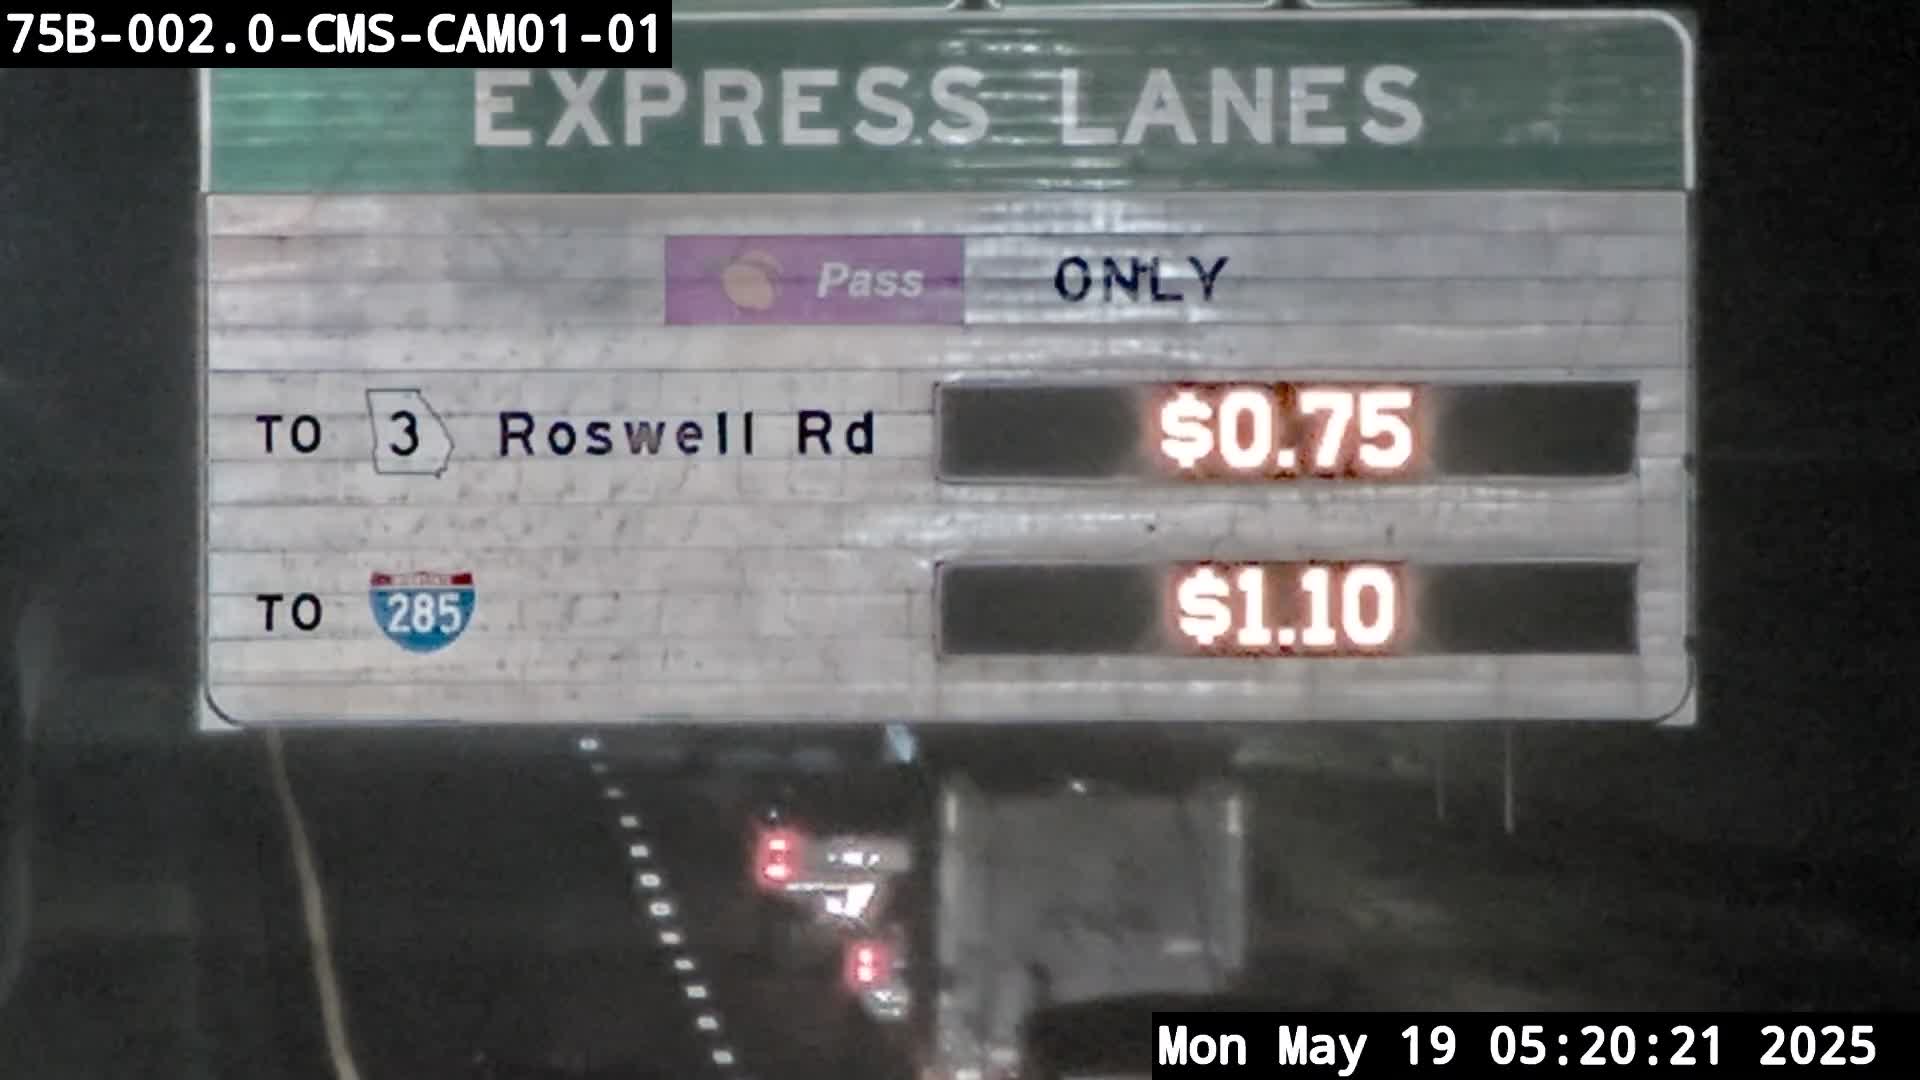 75B-002.0-CMS-CAM01-01
EXPRESS LANES
Pass ONLY
TO 3 Roswell Rd $0.75
TO 285 $1.10
Mon May 19 05:20:21 2025